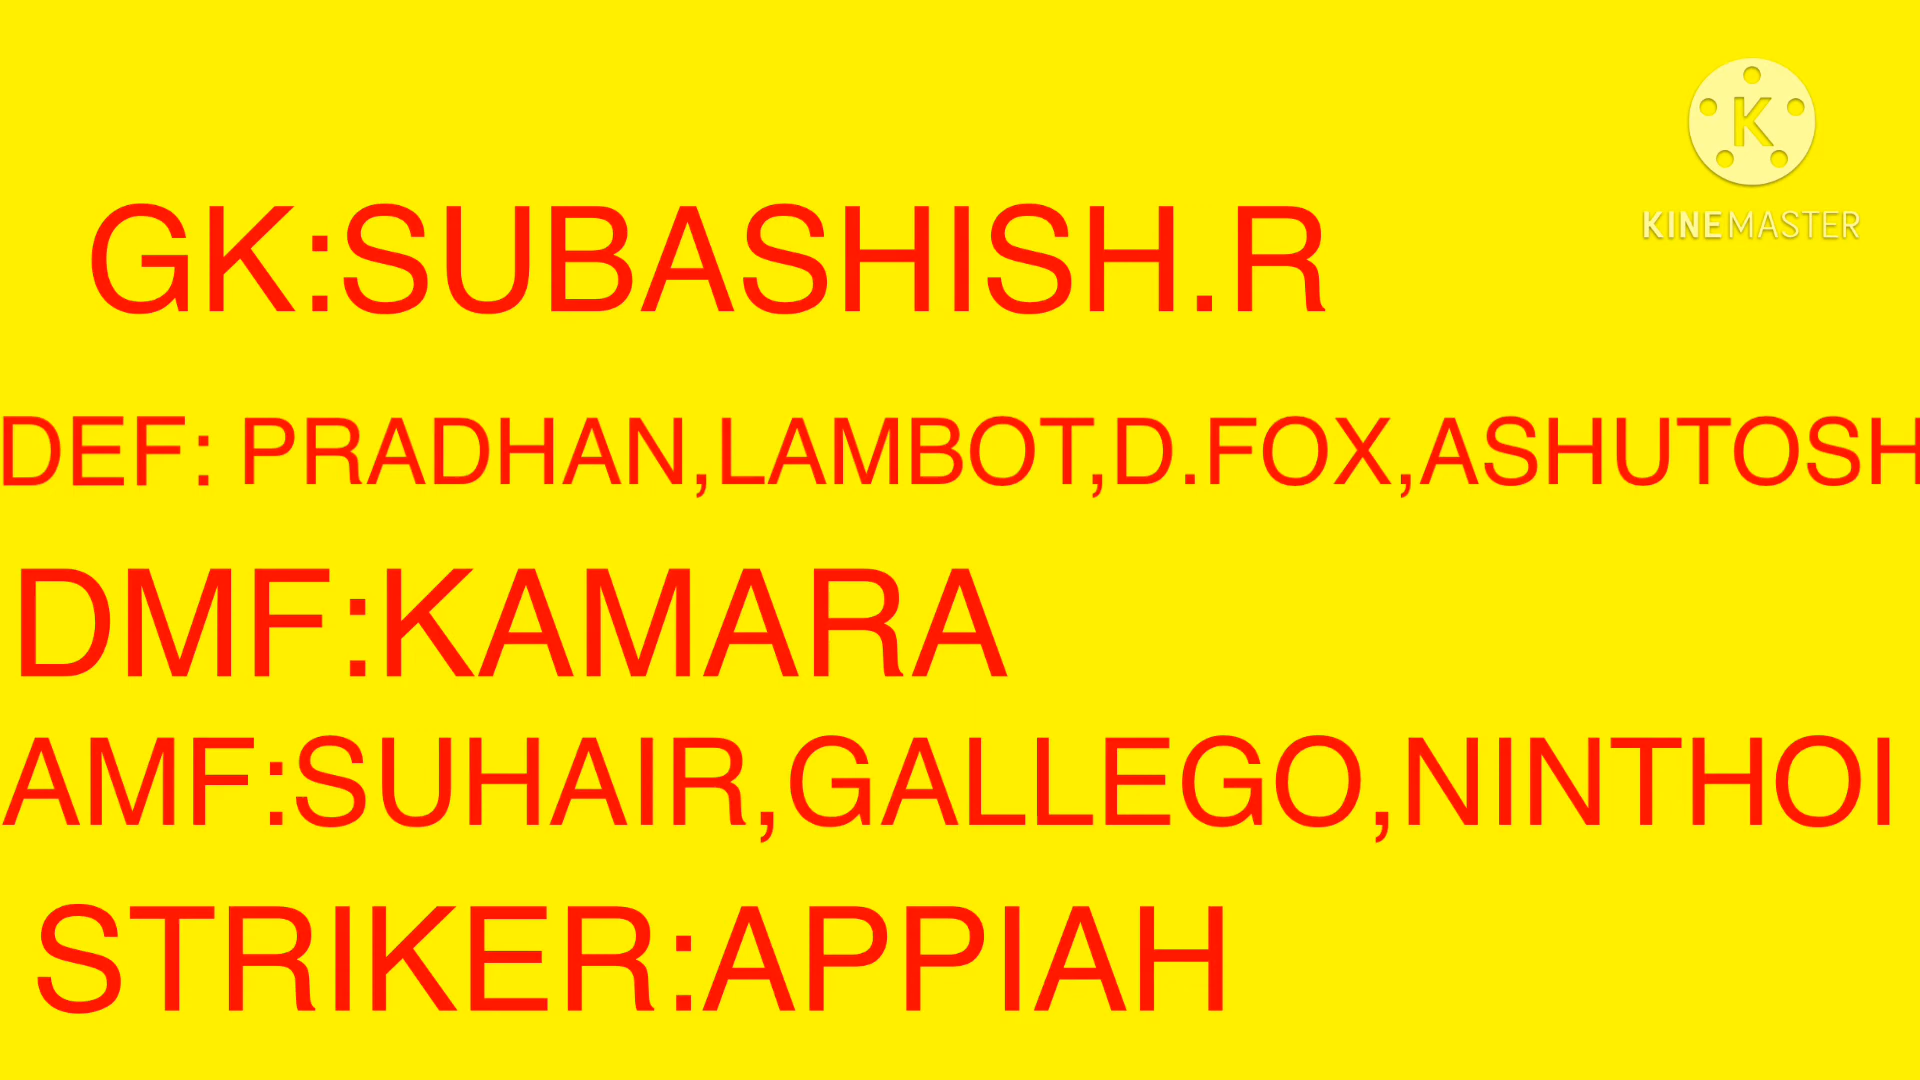 K
KINEMASTER
GK:SUBASHISH.R
DEF: PRADHAN,LAMBOT,D.FOX,ASHUTOSH
DMF:KAMARA
AMF:SUHAIR,GALLEGO,NINTHOI
STRIKER:APPIAH